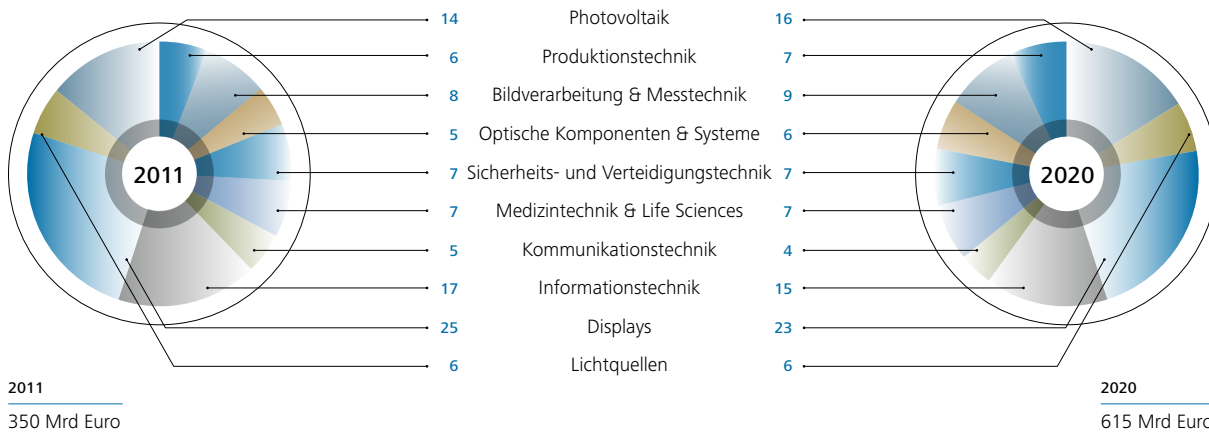 14 Photovoltaik 16
6 Produktionstechnik 7
8 Bildverarbeitung & Messtechnik 9
5 Optische Komponenten & Systeme 6
2011 7 Sicherheits- und Verteidigungstechnik 7 2020
7 Medizintechnik & Life Sciences 7
5 Kommunikationstechnik 4
17 Informationstechnik 15
25 Displays 23
6 Lichtquellen 6
2011
350 Mrd Euro
2020
615 Mrd Euro